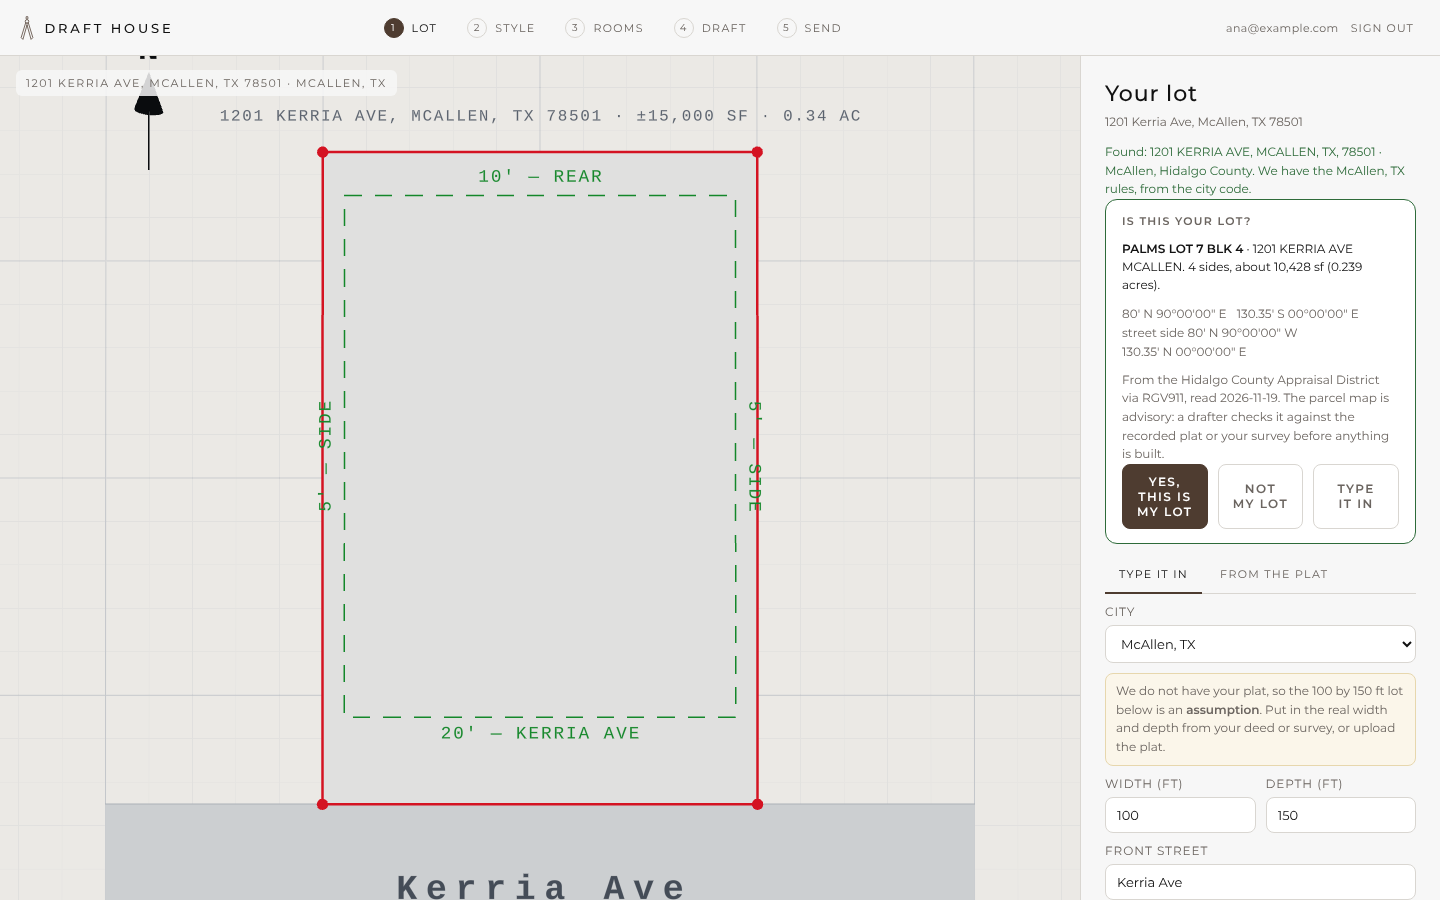 DRAFT HOUSE
1 LOT
2 STYLE
3 ROOMS
4 DRAFT
5 SEND
ana@example.com SIGN OUT
N
1201 KERRIA AVE, MCALLEN, TX 78501 · MCALLEN, TX
1201 KERRIA AVE, MCALLEN, TX 78501 · ±15,000 SF · 0.34 AC
10' — REAR
5' — SIDE
5' — SIDE
20' — KERRIA AVE
Kerria Ave
Your lot
1201 Kerria Ave, McAllen, TX 78501
Found: 1201 KERRIA AVE, MCALLEN, TX, 78501 ·
McAllen, Hidalgo County. We have the McAllen, TX
rules, from the city code.
IS THIS YOUR LOT?
PALMS LOT 7 BLK 4 · 1201 KERRIA AVE
MCALLEN. 4 sides, about 10,428 sf (0.239
acres).
80' N 90°00'00" E 130.35' S 00°00'00" E
street side 80' N 90°00'00" W
130.35' N 00°00'00" E
From the Hidalgo County Appraisal District
via RGV911, read 2026-11-19. The parcel map is
advisory: a drafter checks it against the
recorded plat or your survey before anything
is built.
YES,
THIS IS
MY LOT
NOT
MY LOT
TYPE
IT IN
TYPE IT IN
FROM THE PLAT
CITY
McAllen, TX
We do not have your plat, so the 100 by 150 ft lot
below is an assumption. Put in the real width
and depth from your deed or survey, or upload
the plat.
WIDTH (FT)
DEPTH (FT)
100
150
FRONT STREET
Kerria Ave